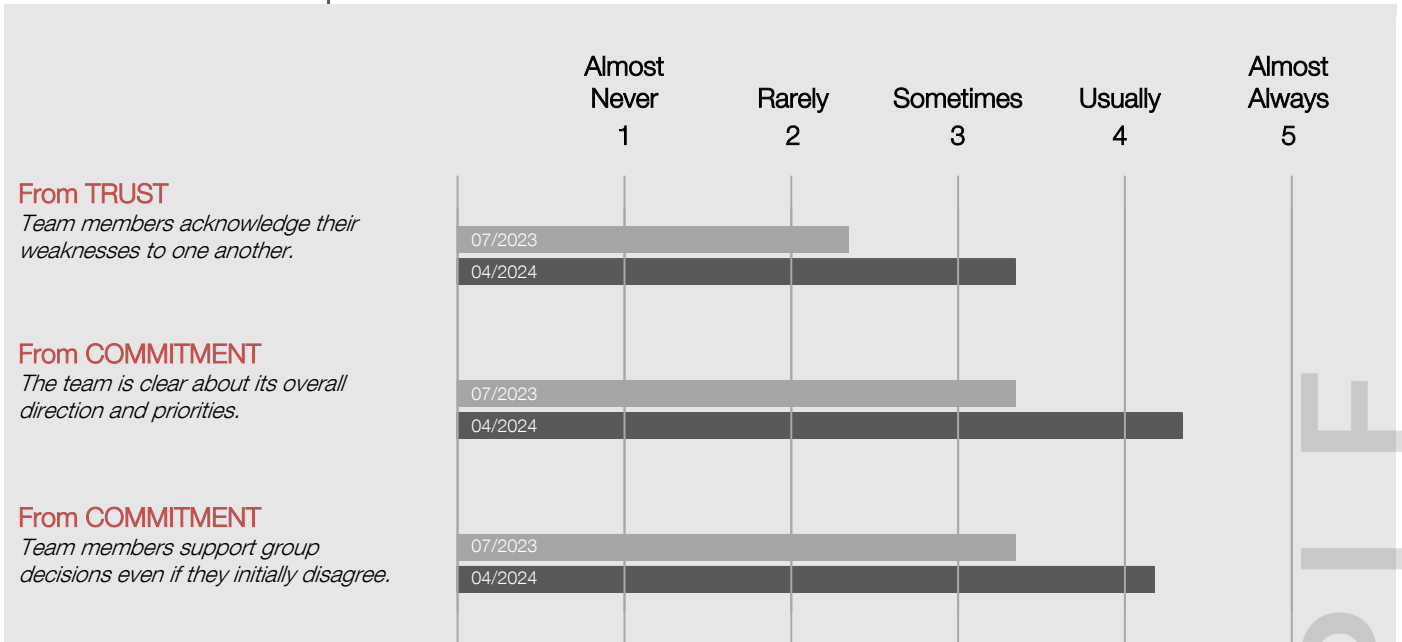 Almost
Never
Rarely
Sometimes
Usually
Almost
Always
1
2
3
4
5
From TRUST
Team members acknowledge their
weaknesses to one another.
07/2023
04/2024
From COMMITMENT
The team is clear about its overall
direction and priorities.
07/2023
04/2024
From COMMITMENT
Team members support group
decisions even if they initially disagree.
07/2023
04/2024